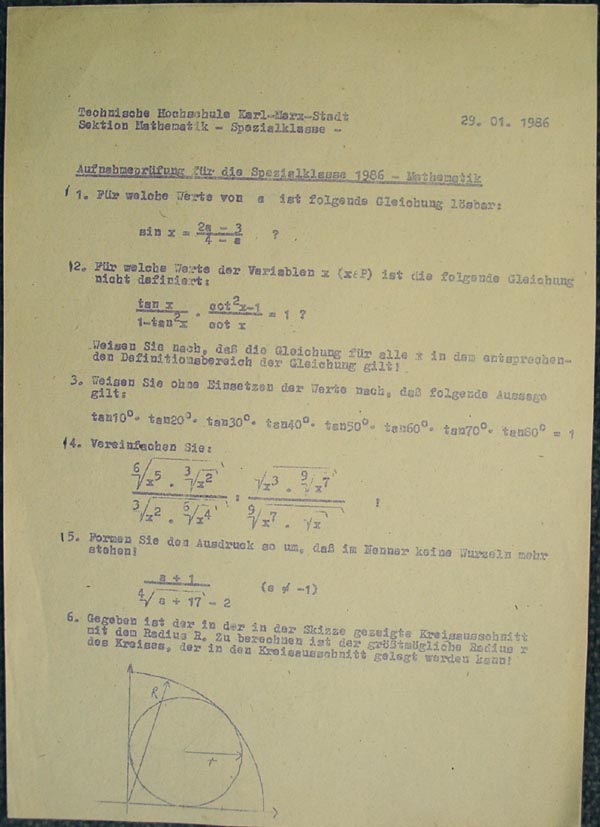 Technische Hochschule Karl-Marx-Stadt
Sektion Mathematik - Spezialklasse -
29. 01. 1986
Aufnahmeprüfung für die Spezialklasse 1986 - Mathematik
1. Für welche Werte von a ist folgende Gleichung lösbar:
sin x = (2a - 3)/(4 - a) ?
2. Für welche Werte der Variablen x (x∈P) ist die folgende Gleichung
nicht definiert:
tan x/(1-tan²x) · (cot²x-1)/cot x = 1 ?
Weisen Sie nach, daß die Gleichung für alle x in dem entsprechen-
den Definitionsbereich der Gleichung gilt!
3. Weisen Sie ohne Einsetzen der Werte nach, daß folgende Aussage
gilt:
tan10°· tan20°· tan30°· tan40°· tan50°· tan60°· tan70°· tan80° = 1
4. Vereinfachen Sie:
⁶√(x⁵ · ³√x²)/³√(x² · ⁶√x⁴) : √(x³ · ⁹√x⁷)/⁹√(x⁷ · √x) !
5. Formen Sie den Ausdruck so um, daß im Nenner keine Wurzeln mehr
stehen!
(a + 1)/(⁴√(a + 17) - 2) (a ≠ -1)
6. Gegeben ist der in der in der Skizze gezeigte Kreisausschnitt
mit dem Radius R. Zu berechnen ist der größtmögliche Radius r
des Kreises, der in den Kreisausschnitt gelegt werden kann!
R
r